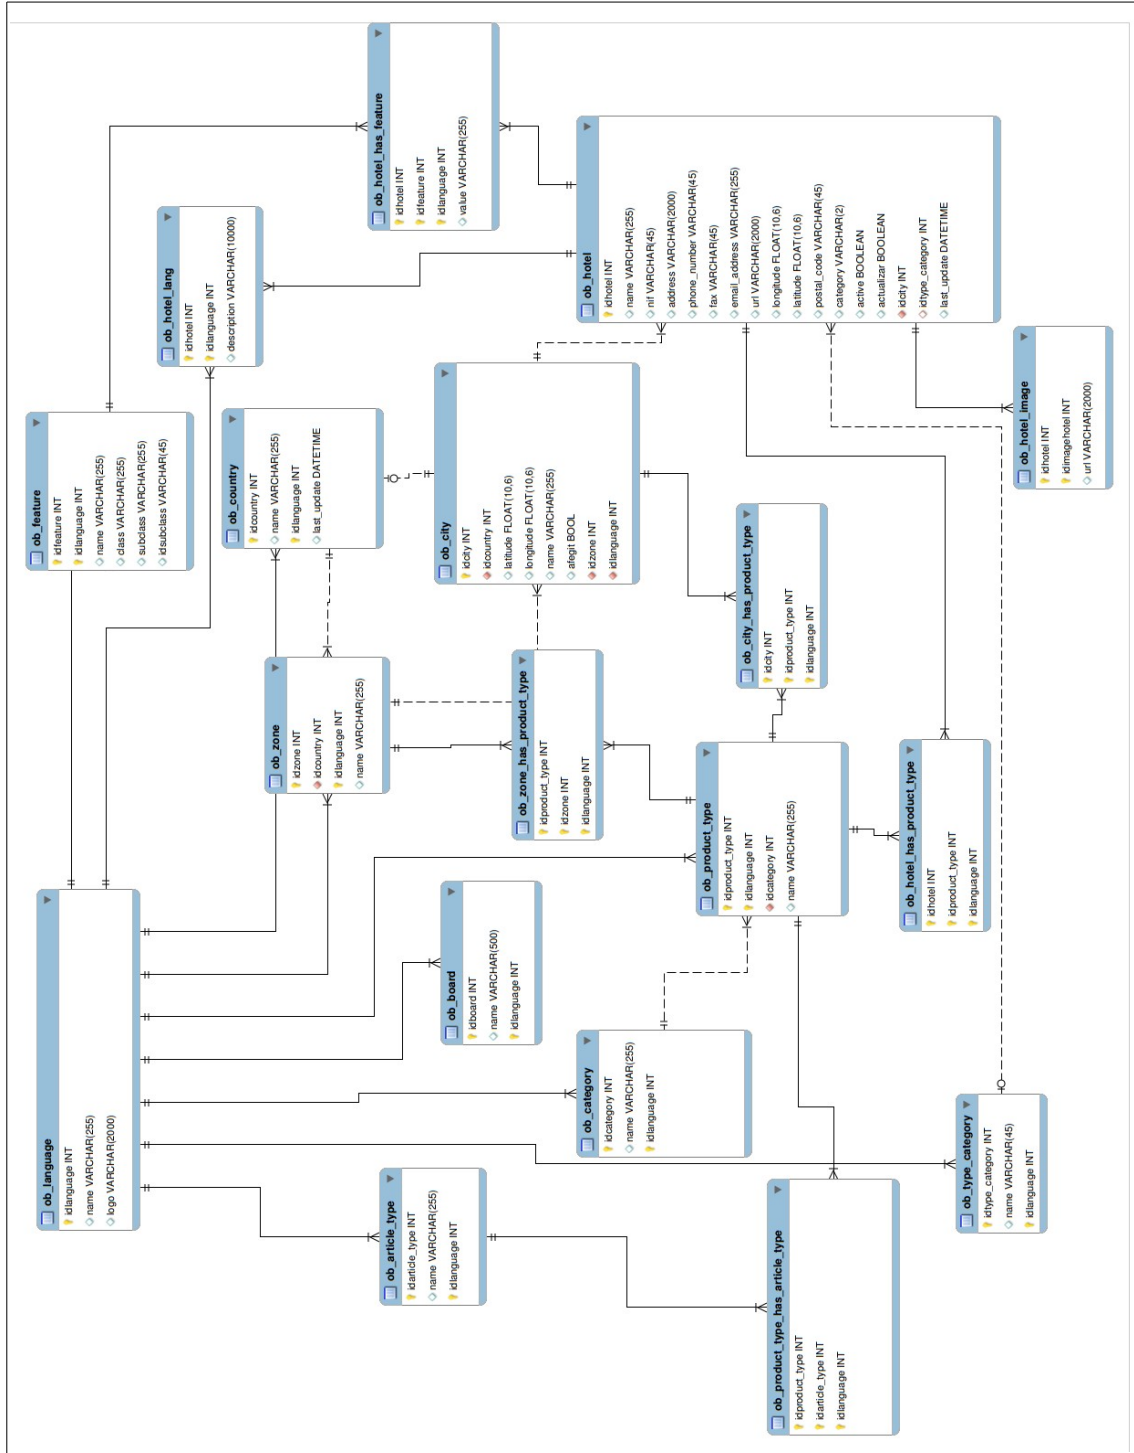 ob_language
idlanguage INT
name VARCHAR(255)
logo VARCHAR(2000)
ob_feature
idfeature INT
idlanguage INT
name VARCHAR(255)
class VARCHAR(255)
subclass VARCHAR(255)
idsubclass VARCHAR(45)
ob_hotel_lang
idhotel INT
idlanguage INT
description VARCHAR(10000)
ob_hotel_has_feature
idhotel INT
idfeature INT
idlanguage INT
value VARCHAR(255)
ob_country
idcountry INT
name VARCHAR(255)
idlanguage INT
last_update DATETIME
ob_zone
idzone INT
idcountry INT
idlanguage INT
name VARCHAR(255)
ob_article_type
idarticle_type INT
name VARCHAR(255)
idlanguage INT
ob_board
idboard INT
name VARCHAR(500)
idlanguage INT
ob_zone_has_product_type
idproduct_type INT
idzone INT
idlanguage INT
ob_city
idcity INT
idcountry INT
latitude FLOAT(10,6)
longitude FLOAT(10,6)
name VARCHAR(255)
afegit BOOL
idzone INT
idlanguage INT
ob_hotel
idhotel INT
name VARCHAR(255)
nif VARCHAR(45)
address VARCHAR(2000)
phone_number VARCHAR(45)
fax VARCHAR(45)
email_address VARCHAR(255)
url VARCHAR(2000)
longitude FLOAT(10,6)
latitude FLOAT(10,6)
postal_code VARCHAR(45)
category VARCHAR(2)
active BOOLEAN
actualizar BOOLEAN
idcity INT
idtype_category INT
last_update DATETIME
ob_category
idcategory INT
name VARCHAR(255)
idlanguage INT
ob_product_type
idproduct_type INT
idlanguage INT
idcategory INT
name VARCHAR(255)
ob_city_has_product_type
idcity INT
idproduct_type INT
idlanguage INT
ob_product_type_has_article_type
idproduct_type INT
idarticle_type INT
idlanguage INT
ob_hotel_has_product_type
idhotel INT
idproduct_type INT
idlanguage INT
ob_type_category
idtype_category INT
name VARCHAR(45)
idlanguage INT
ob_hotel_image
idhotel INT
idimagehotel INT
url VARCHAR(2000)